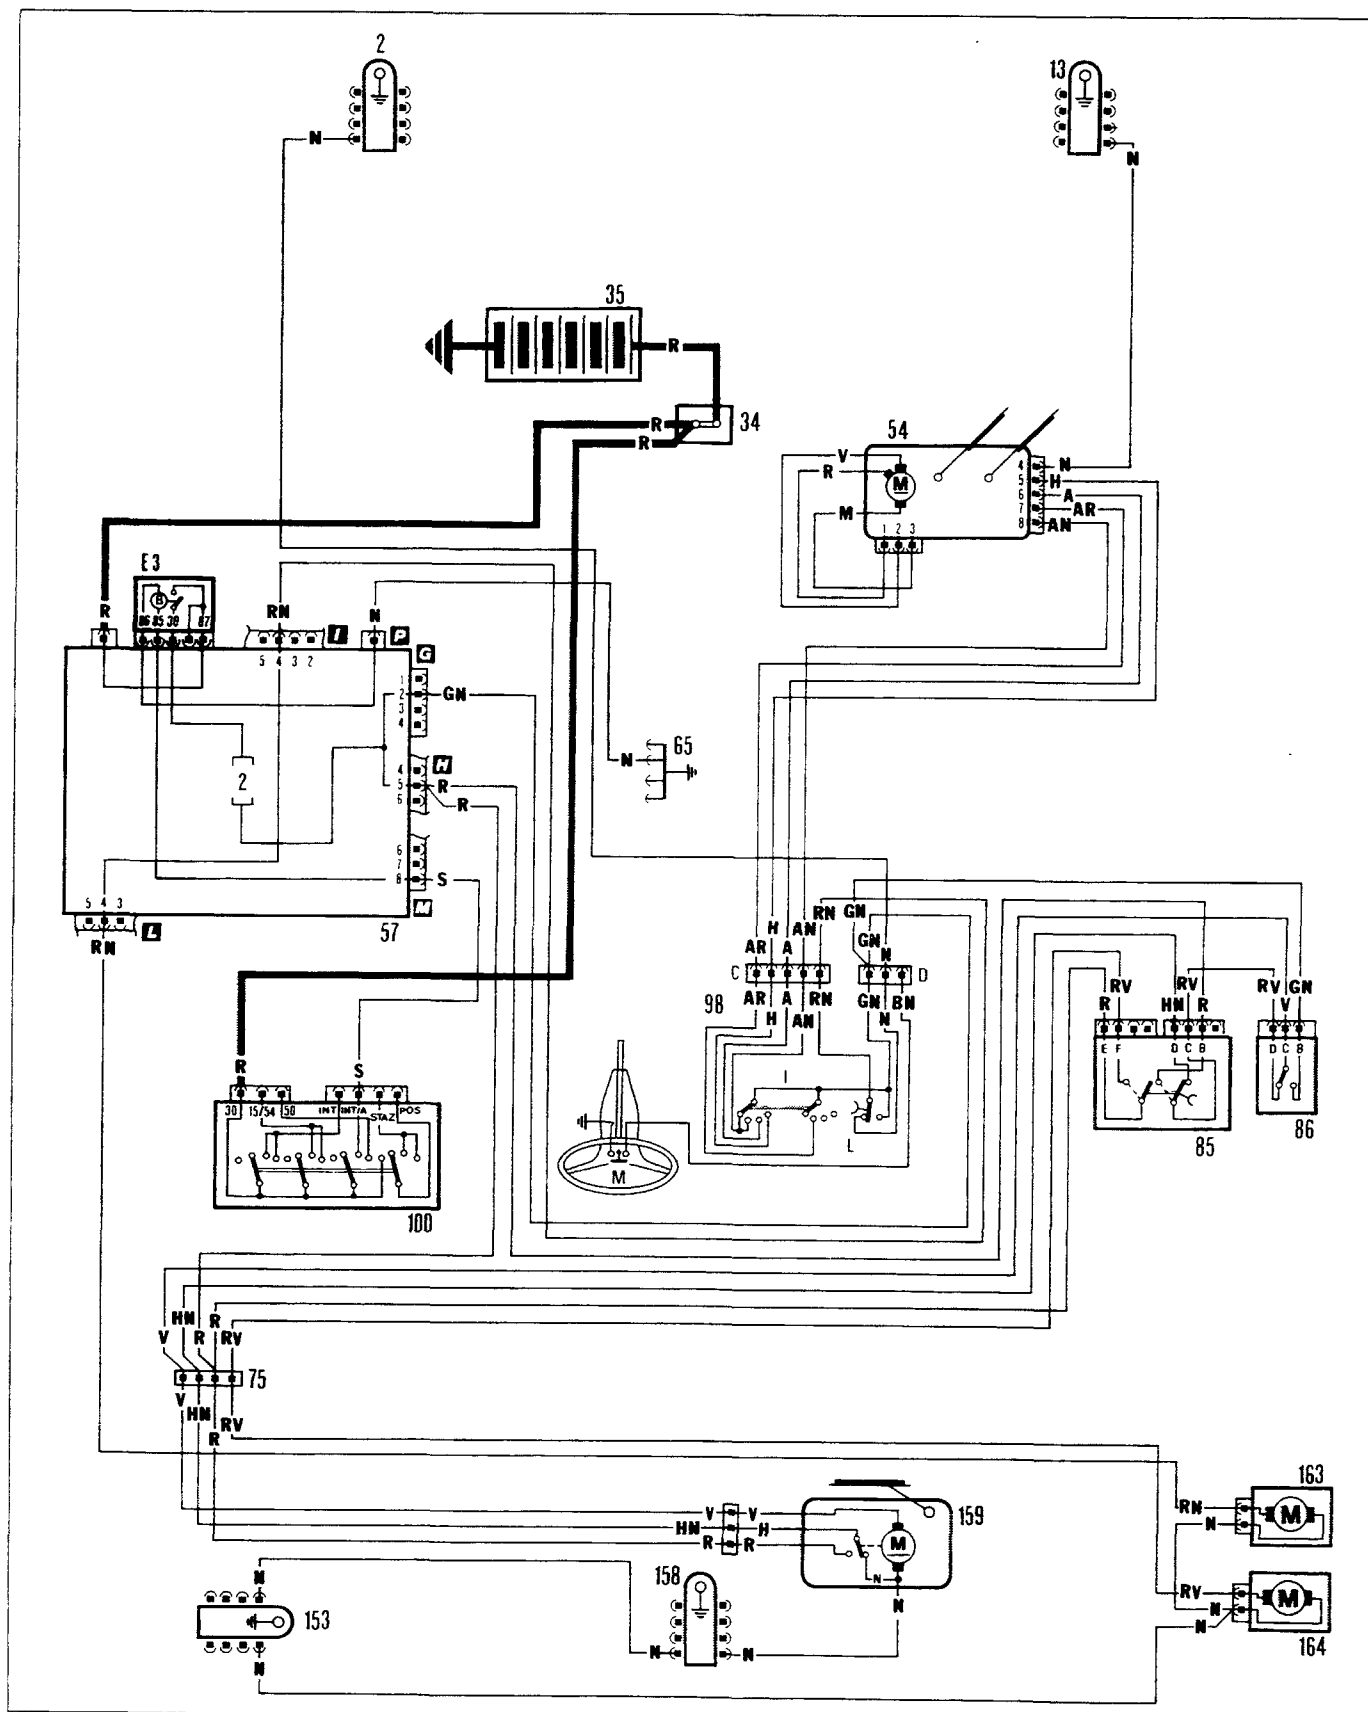 2
13
N
N
35
R
34
R
R
54
V
R
M
M
4 N
5 H
6 A
7 AR
8 AN
1 2 3
E3
B
86 85 30 87
R
RN
I
N
P
G
5 4 3 2
1
2 GN
3
4
65
N
H
4
5 R
6 R
2
6
7
8 S
M
5 4 3
L
57
RN
RN GN
H AN GN
AR A N
C D
98
AR A RN GN BN
H AN N
I
L
RV RV RV GN
R HN R V
E F D C B D C B
85
86
R
S
30 15/54 50 INT INT/A STAZ POS
100
M
HN R
V R RV
75
V
HN RV
R
163
RN
N
M
159
V V
HN H
R R
M
N
N
158
N N
153
N
N
RV
N
N
M
164